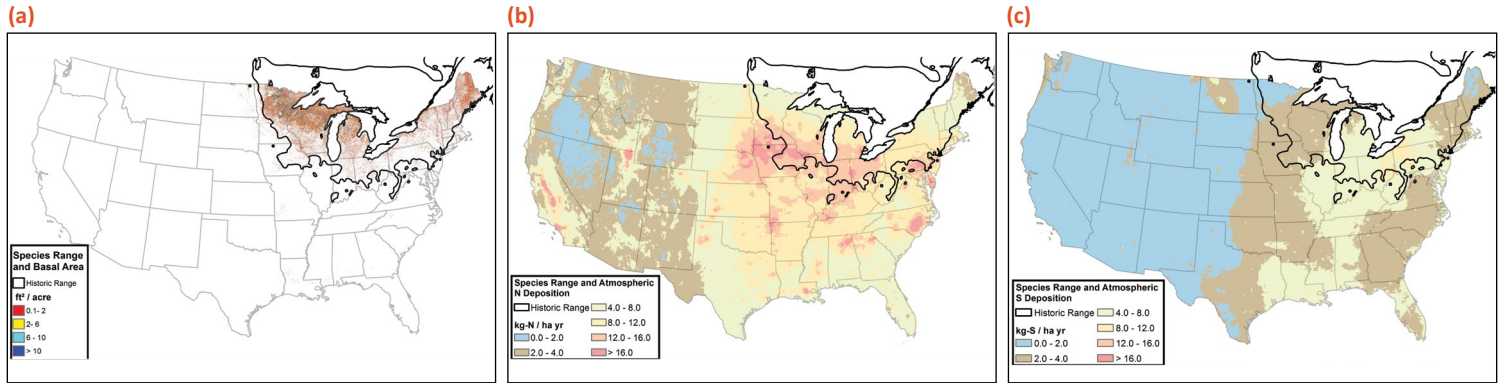 (a)
(b)
(c)
Species Range
and Basal Area
Historic Range
ft² / acre
0.1- 2
2- 6
6 - 10
> 10
Species Range and Atmospheric
N Deposition
Historic Range
kg-N / ha yr
0.0 - 2.0
2.0 - 4.0
4.0 - 8.0
8.0 - 12.0
12.0 - 16.0
> 16.0
Species Range and Atmospheric
S Deposition
Historic Range
kg-S / ha yr
0.0 - 2.0
2.0 - 4.0
4.0 - 8.0
8.0 - 12.0
12.0 - 16.0
> 16.0